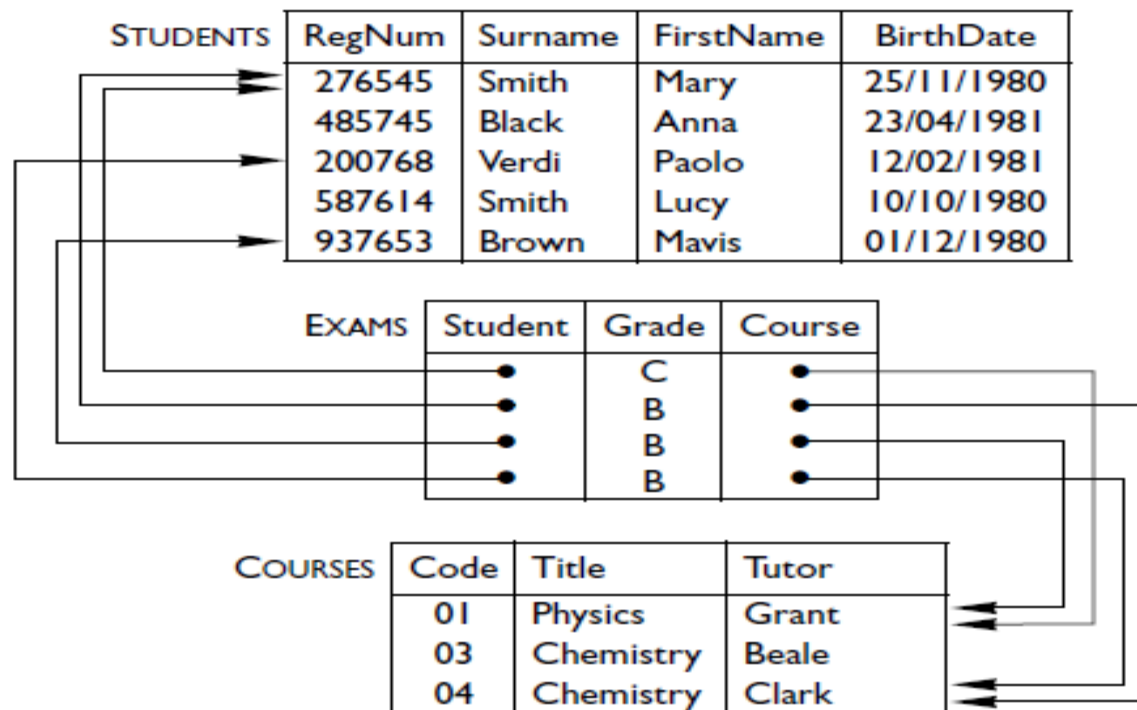 STUDENTS RegNum Surname FirstName BirthDate
276545 Smith Mary 25/11/1980
485745 Black Anna 23/04/1981
200768 Verdi Paolo 12/02/1981
587614 Smith Lucy 10/10/1980
937653 Brown Mavis 01/12/1980
EXAMS Student Grade Course
C
B
B
B
COURSES Code Title Tutor
01 Physics Grant
03 Chemistry Beale
04 Chemistry Clark